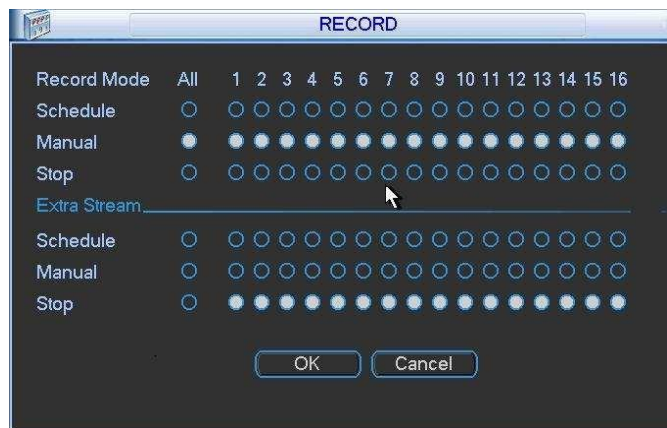 RECORD
Record Mode All 1 2 3 4 5 6 7 8 9 10 11 12 13 14 15 16
Schedule
Manual
Stop
Extra Stream
Schedule
Manual
Stop
OK Cancel